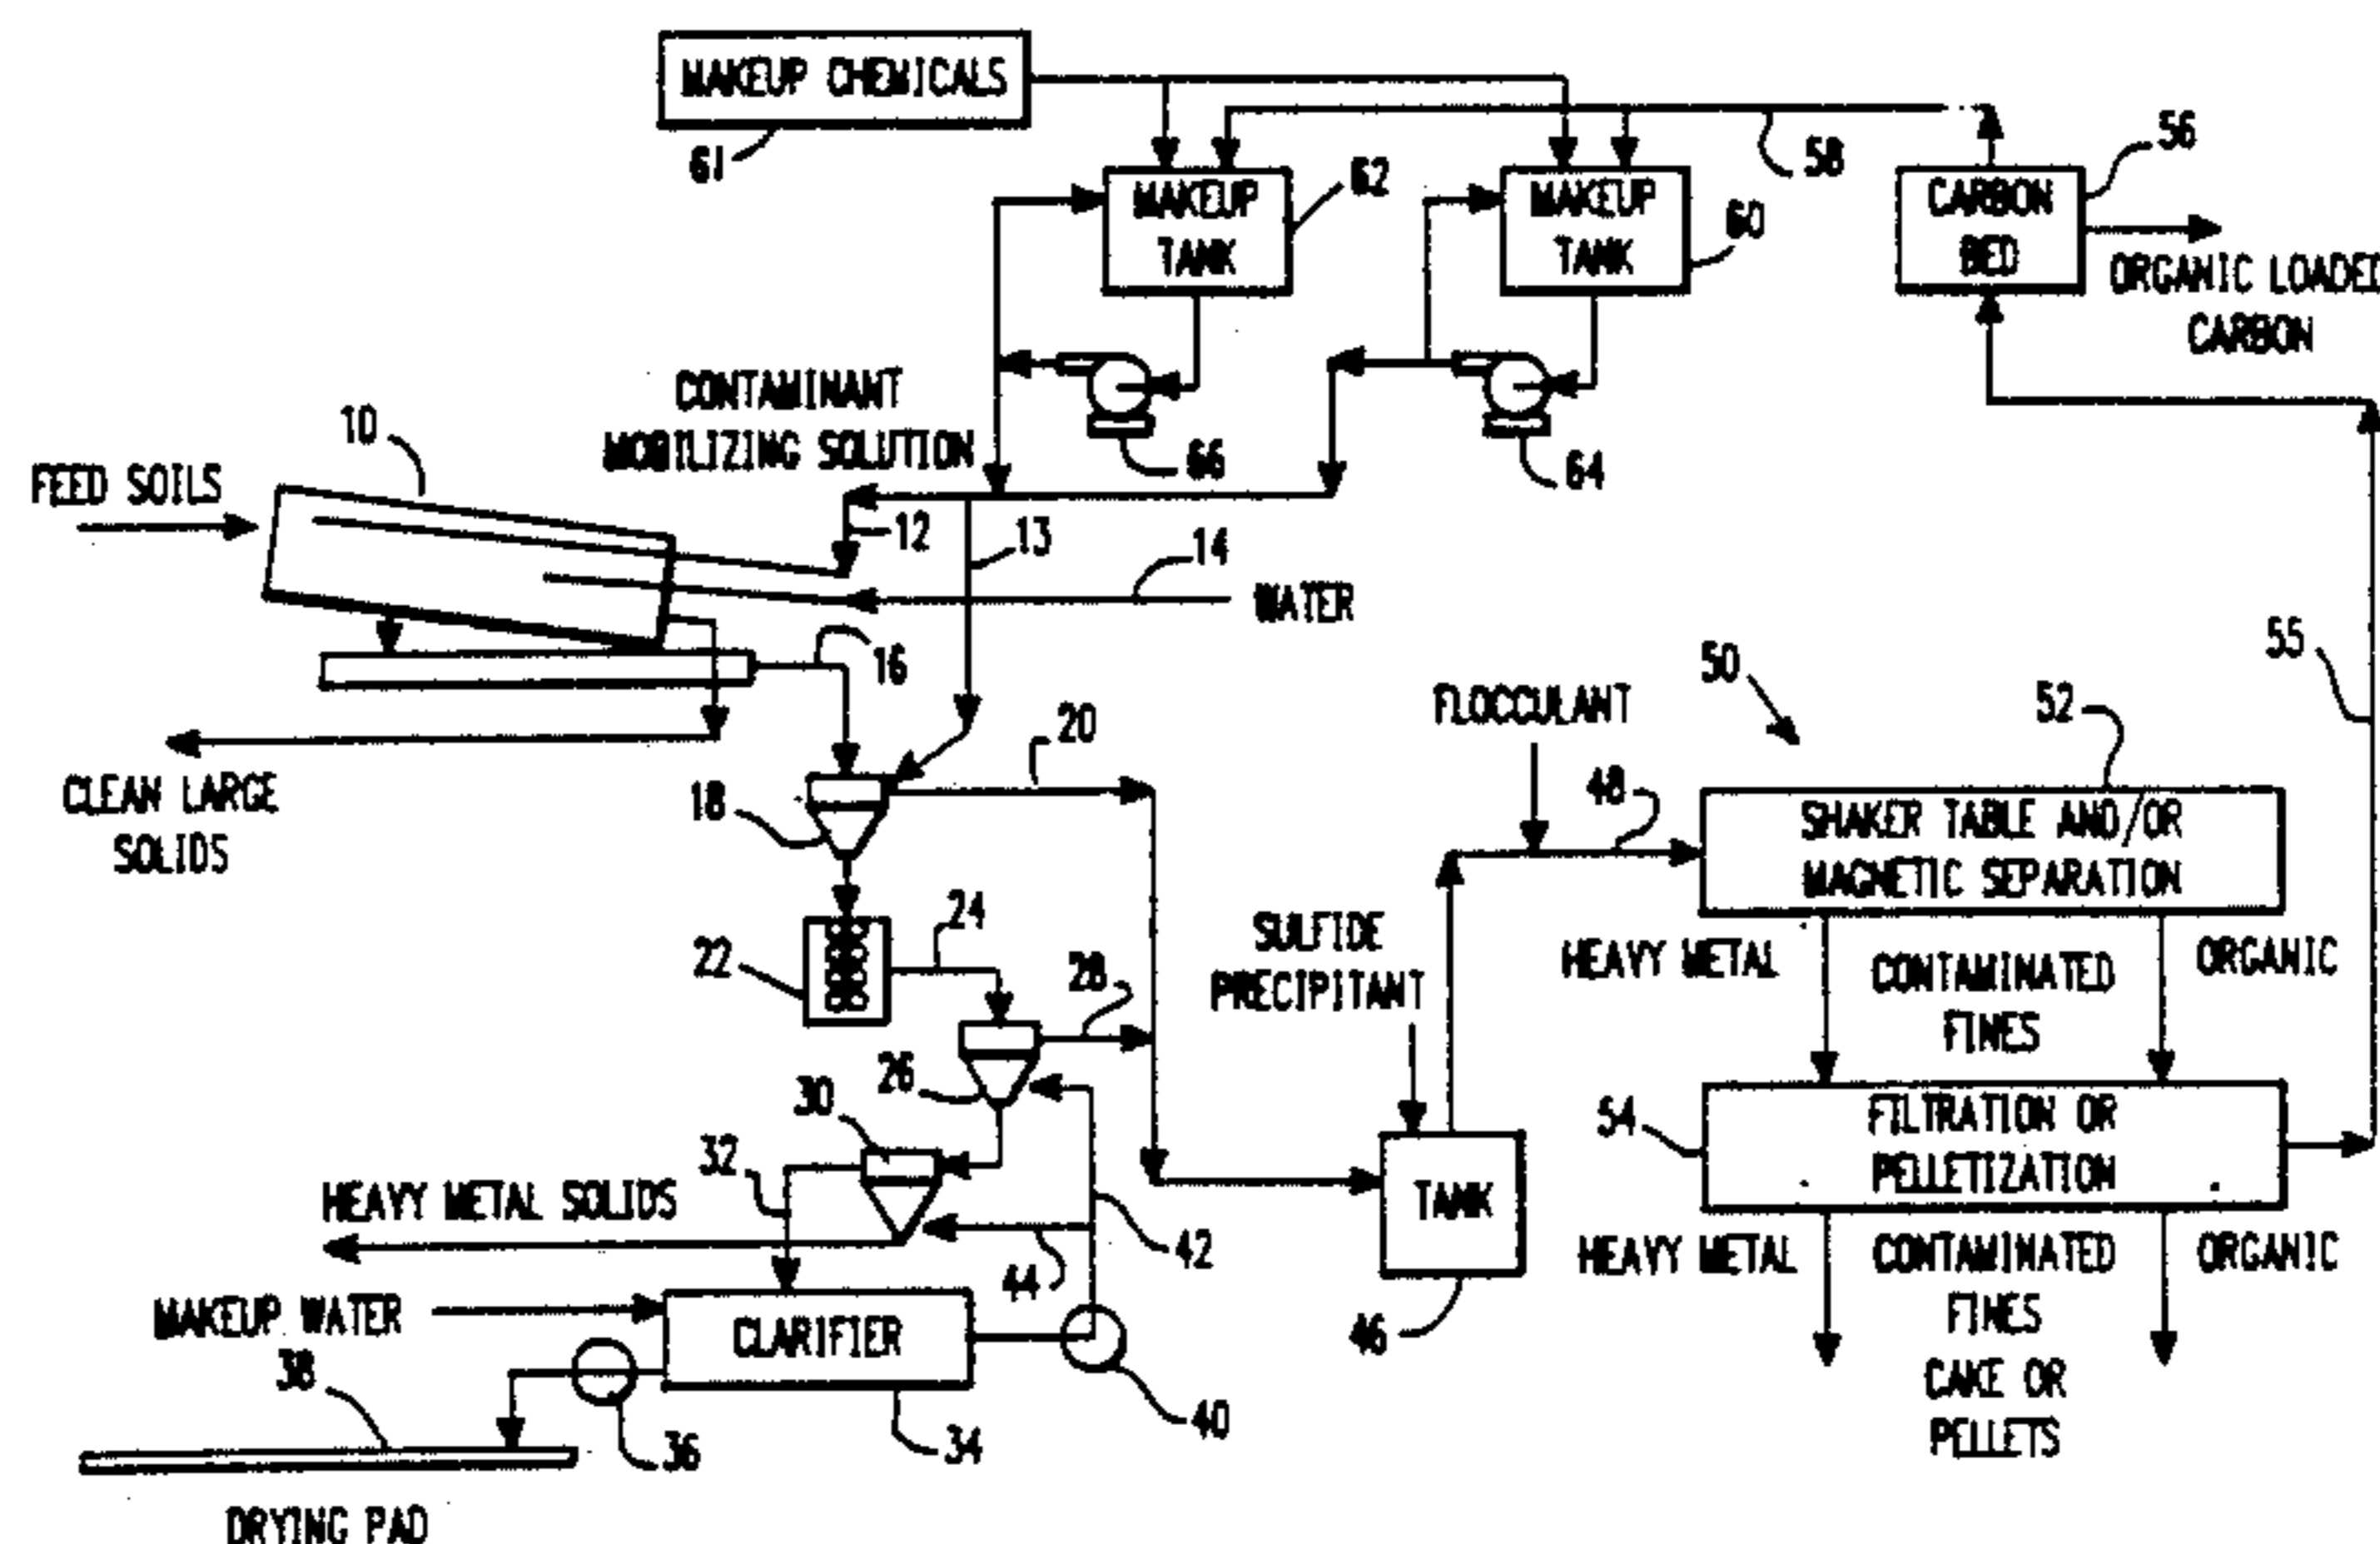 MAKEUP CHEMICALS
61
MAKEUP
TANK
62
MAKEUP
TANK
60
58
CARBON
BED
56
ORGANIC LOADED
CARBON
CONTAMINANT
MOBILIZING SOLUTION
66
64
10
FEED SOILS
12
13
14
WATER
16
CLEAN LARGE
SOLIDS
18
20
FLOCCULANT
50
52
55
48
SHAKER TABLE AND/OR
MAGNETIC SEPARATION
22
24
28
SULFIDE
PRECIPITANT
HEAVY METAL
CONTAMINATED
FINES
ORGANIC
26
30
32
HEAVY METAL SOLIDS
42
44
TANK
46
54
FILTRATION OR
PELLETIZATION
HEAVY METAL
CONTAMINATED
FINES
CAKE OR
PELLETS
ORGANIC
MAKEUP WATER
CLARIFIER
38
36
34
40
DRYING PAD